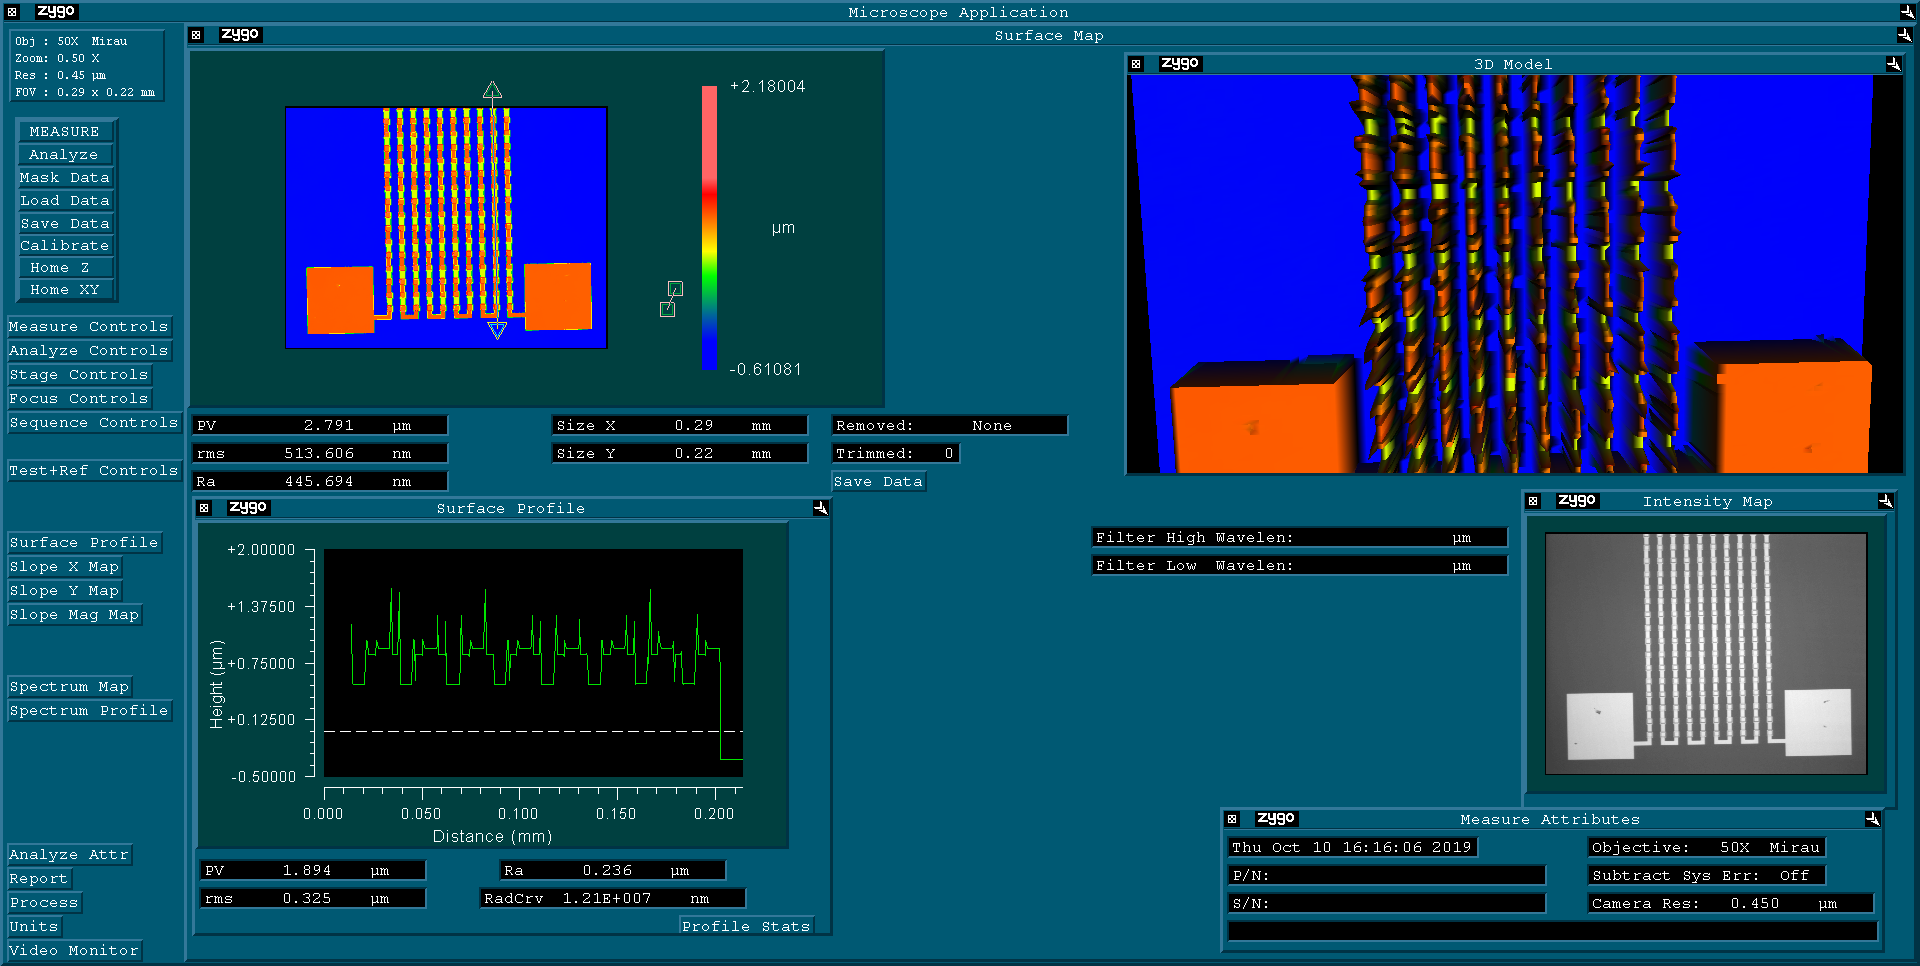 zygo Microscope Application
Obj : 50X Mirau
Zoom: 0.50 X
Res : 0.45 µm
FOV : 0.29 x 0.22 mm
MEASURE
Analyze
Mask Data
Load Data
Save Data
Calibrate
Home Z
Home XY
Measure Controls
Analyze Controls
Stage Controls
Focus Controls
Sequence Controls
Test+Ref Controls
Surface Profile
Slope X Map
Slope Y Map
Slope Mag Map
Spectrum Map
Spectrum Profile
Analyze Attr
Report
Process
Units
Video Monitor
zygo Surface Map
+2.18004
µm
-0.61081
PV 2.791 µm
rms 513.606 nm
Ra 445.694 nm
Size X 0.29 mm
Size Y 0.22 mm
Removed: None
Trimmed: 0
Save Data
zygo 3D Model
zygo Surface Profile
+2.00000
+1.37500
+0.75000
+0.12500
-0.50000
Height (µm)
0.000 0.050 0.100 0.150 0.200
Distance (mm)
PV 1.894 µm
Ra 0.236 µm
rms 0.325 µm
RadCrv 1.21E+007 nm
Profile Stats
Filter High Wavelen: µm
Filter Low Wavelen: µm
zygo Intensity Map
zygo Measure Attributes
Thu Oct 10 16:16:06 2019
P/N:
S/N:
Objective: 50X Mirau
Subtract Sys Err: Off
Camera Res: 0.450 µm